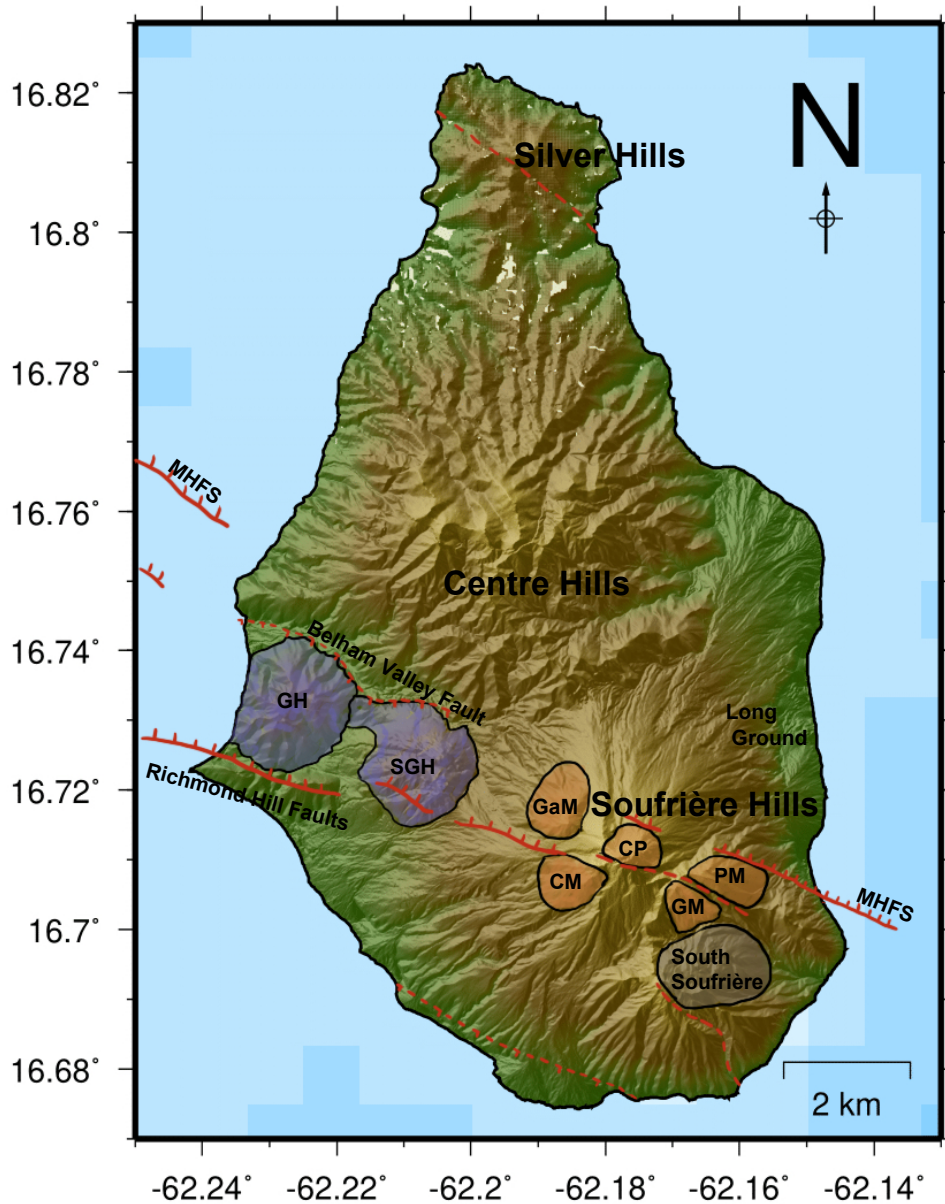 16.82°
N
Silver Hills
16.8°
16.78°
MHFS
16.76°
Centre Hills
16.74°
Belham Valley Fault
GH
Long
Ground
SGH
16.72°
Richmond Hill Faults
GaM
Soufrière Hills
CP
CM
PM
MHFS
GM
16.7°
South
Soufrière
16.68°
2 km
-62.24° -62.22° -62.2° -62.18° -62.16° -62.14°